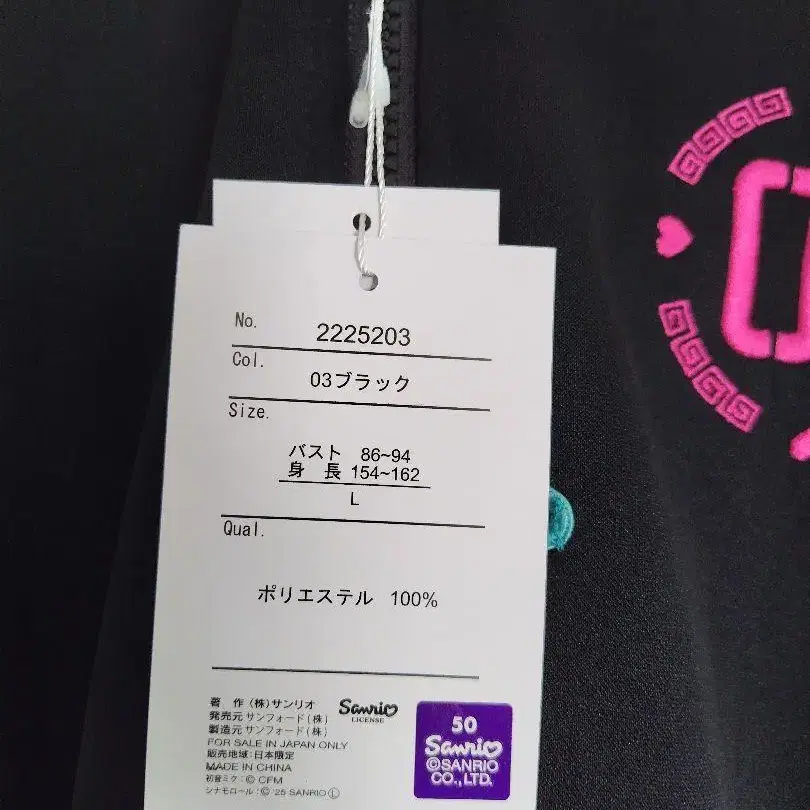 No. 2225203
Col. 03ブラック
Size.
バスト 86~94
身 長 154~162
L
Qual.
ポリエステル 100%
著 作 (株)サンリオ
発売元 サンフォード(株)
製造元 サンフォード(株)
FOR SALE IN JAPAN ONLY
販売地域:日本限定
MADE IN CHINA
初音ミク:© CFM
シナモロール:© '25 SANRIO Ⓛ
Sanrio
LICENSE
50
Sanrio
©SANRIO
CO.,LTD.